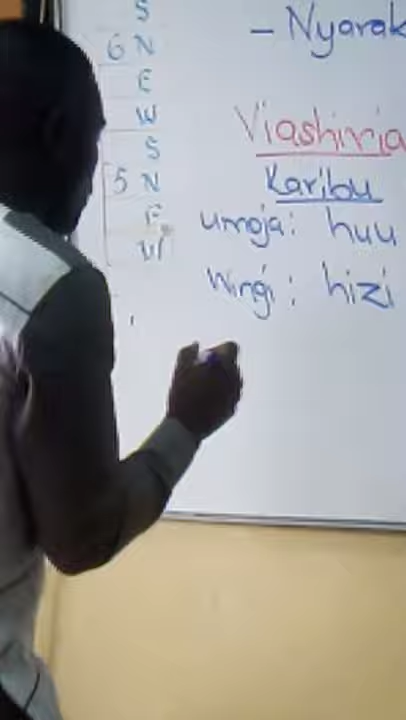 S
6 N
E
W
S
5 N
E
W
- Nyarak
Viashiria
Karibu
umoja: huu
Wingi: hizi